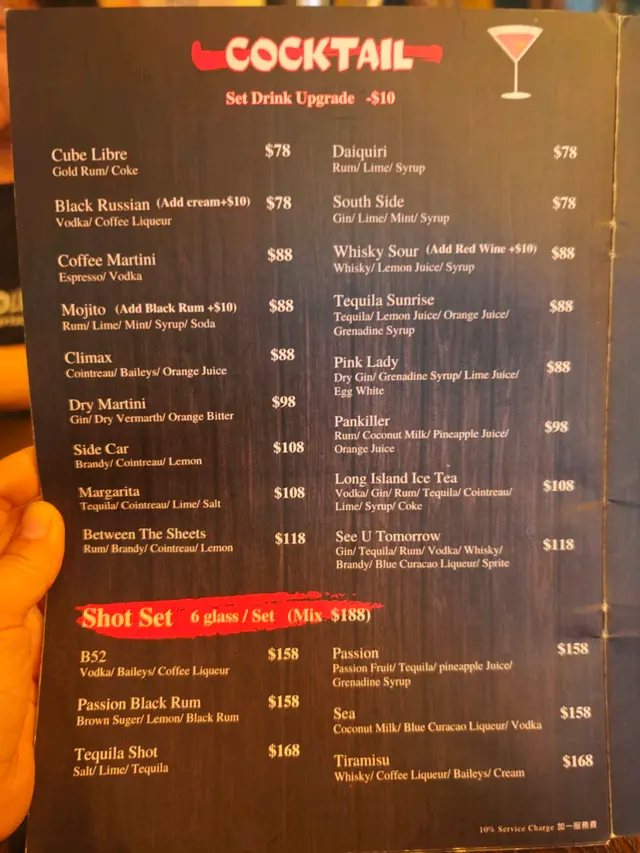 COCKTAIL
Set Drink Upgrade -$10
Cube Libre $78
Gold Rum/ Coke
Black Russian (Add cream+$10) $78
Vodka/ Coffee Liqueur
Coffee Martini $88
Espresso/ Vodka
Mojito (Add Black Rum +$10) $88
Rum/ Lime/ Mint/ Syrup/ Soda
Climax $88
Cointreau/ Baileys/ Orange Juice
Dry Martini $98
Gin/ Dry Vermarth/ Orange Bitter
Side Car $108
Brandy/ Cointreau/ Lemon
Margarita $108
Tequila/ Cointreau/ Lime/ Salt
Between The Sheets $118
Rum/ Brandy/ Cointreau/ Lemon
Daiquiri $78
Rum/ Lime/ Syrup
South Side $78
Gin/ Lime/ Mint/ Syrup
Whisky Sour (Add Red Wine +$10) $88
Whisky/ Lemon Juice/ Syrup
Tequila Sunrise $88
Tequila/ Lemon Juice/ Orange Juice/
Grenadine Syrup
Pink Lady $88
Dry Gin/ Grenadine Syrup/ Lime Juice/
Egg White
Pankiller $98
Rum/ Coconut Milk/ Pineapple Juice/
Orange Juice
Long Island Ice Tea $108
Vodka/ Gin/ Rum/ Tequila/ Cointreau/
Lime/ Syrup/ Coke
See U Tomorrow $118
Gin/ Tequila/ Rum/ Vodka/ Whisky/
Brandy/ Blue Curacao Liqueur/ Sprite
Shot Set 6 glass / Set (Mix $188)
B52 $158
Vodka/ Baileys/ Coffee Liqueur
Passion Black Rum $158
Brown Suger/ Lemon/ Black Rum
Tequila Shot $168
Salt/ Lime/ Tequila
Passion $158
Passion Fruit/ Tequila/ pineapple Juice/
Grenadine Syrup
Sea $158
Coconut Milk/ Blue Curacao Liqueur/ Vodka
Tiramisu $168
Whisky/ Coffee Liqueur/ Baileys/ Cream
10% Service Charge 加一服務費